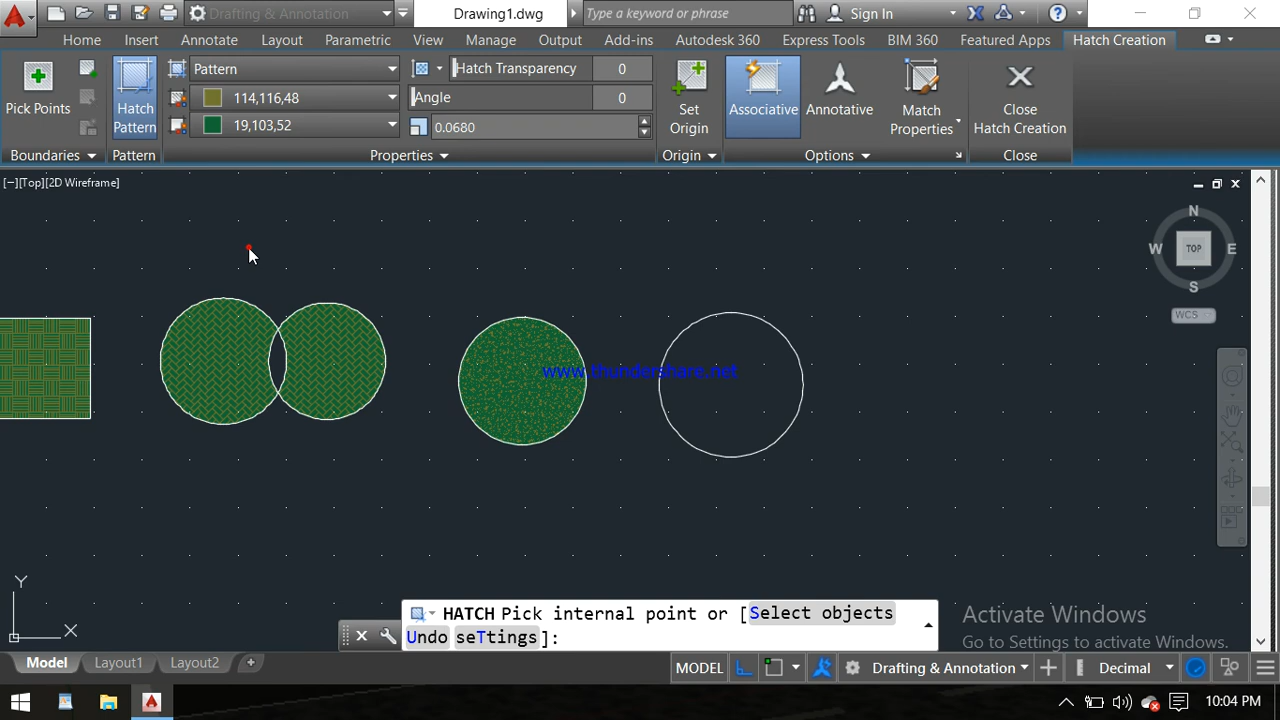 Drafting & Annotation
Drawing1.dwg
Type a keyword or phrase
Sign In
Home Insert Annotate Layout Parametric View Manage Output Add-ins Autodesk 360 Express Tools BIM 360 Featured Apps Hatch Creation
Pick Points
Boundaries
Hatch
Pattern
Pattern
Pattern
114,116,48
19,103,52
Hatch Transparency 0
Angle 0
0.0680
Properties
Set
Origin
Origin
Associative
Annotative
Match
Properties
Options
Close
Hatch Creation
Close
[−][Top][2D Wireframe]
N
W TOP E
S
WCS
www.thundershare.net
Y
X
HATCH Pick internal point or [Select objects
Undo seTtings]:
Activate Windows
Go to Settings to activate Windows.
Model Layout1 Layout2
MODEL
Drafting & Annotation
Decimal
10:04 PM